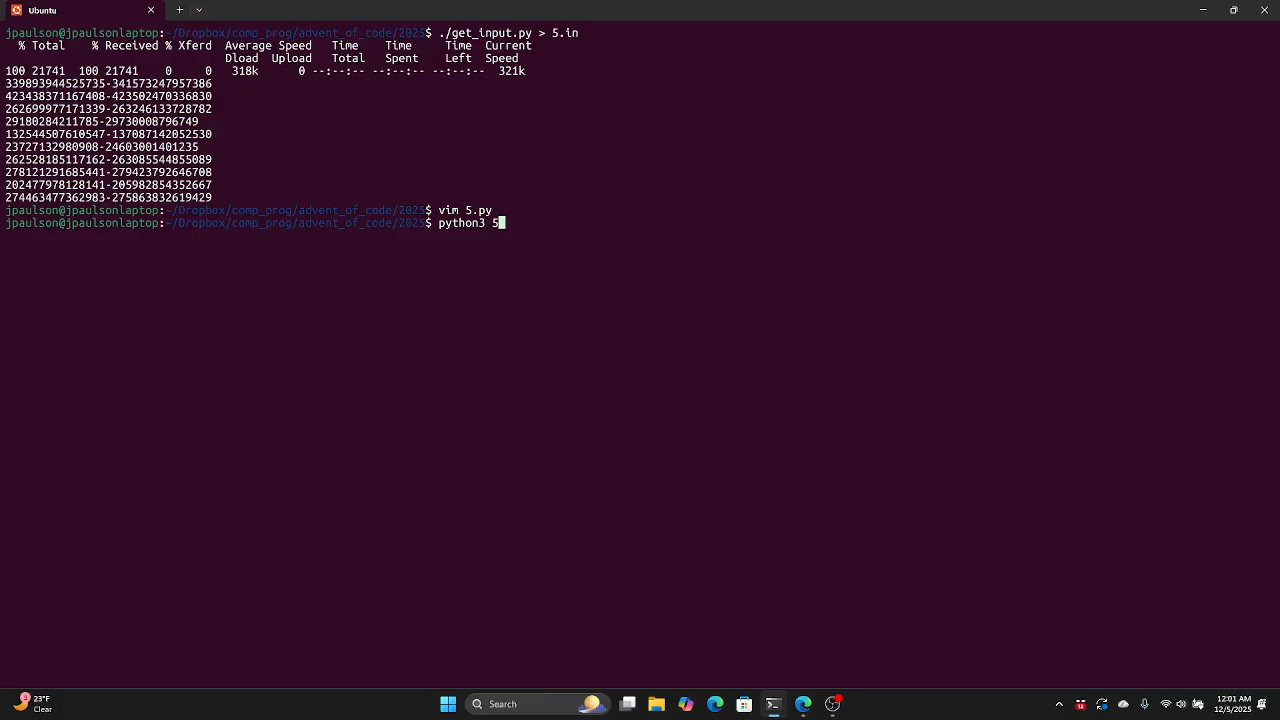 Ubuntu
jpaulson@jpaulsonlaptop:~/Dropbox/comp_prog/advent_of_code/2025$ ./get_input.py > 5.in
% Total % Received % Xferd Average Speed Time Time Time Current
Dload Upload Total Spent Left Speed
100 21741 100 21741 0 0 318k 0 --:--:-- --:--:-- --:--:-- 321k
339893944525735-341573247957386
423438371167408-423502470336830
262699977171339-263246133728782
29180284211785-29730008796749
132544507610547-137087142052530
23727132980908-24603001401235
262528185117162-263085544855089
278121291685441-279423792646708
202477978128141-205982854352667
274463477362983-275863832619429
jpaulson@jpaulsonlaptop:~/Dropbox/comp_prog/advent_of_code/2025$ vim 5.py
jpaulson@jpaulsonlaptop:~/Dropbox/comp_prog/advent_of_code/2025$ python3 5
23°F
Clear
Search
12:01 AM
12/5/2025